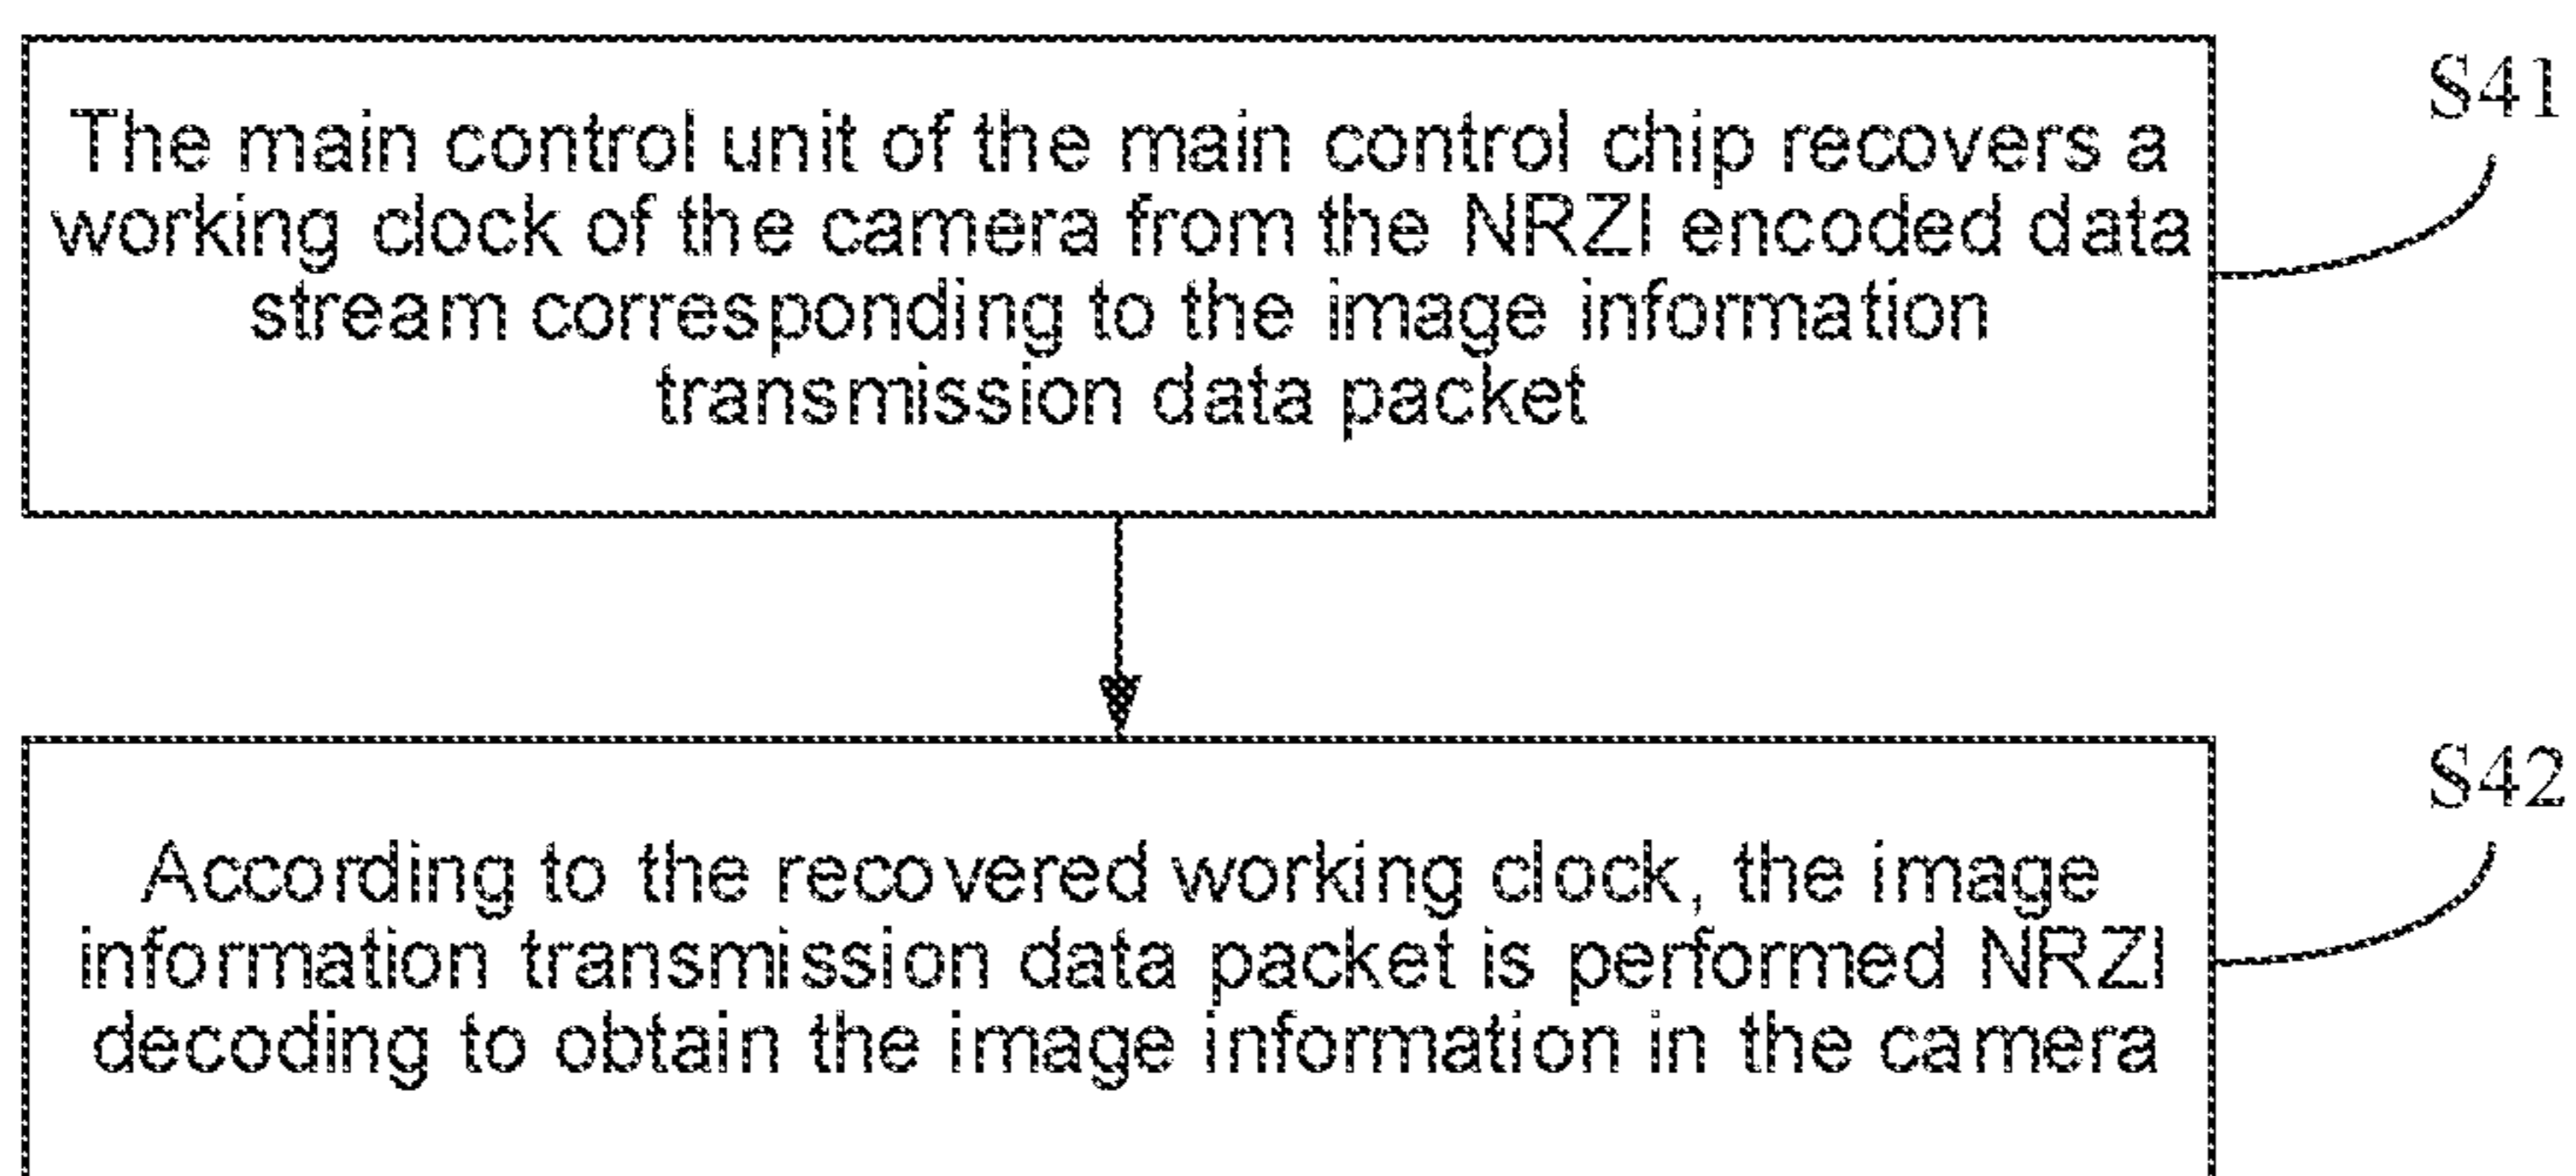 The main control unit of the main control chip recovers a
working clock of the camera from the NRZI encoded data
stream corresponding to the image information
transmission data packet
S41
According to the recovered working clock, the image
information transmission data packet is performed NRZI
decoding to obtain the image information in the camera
S42